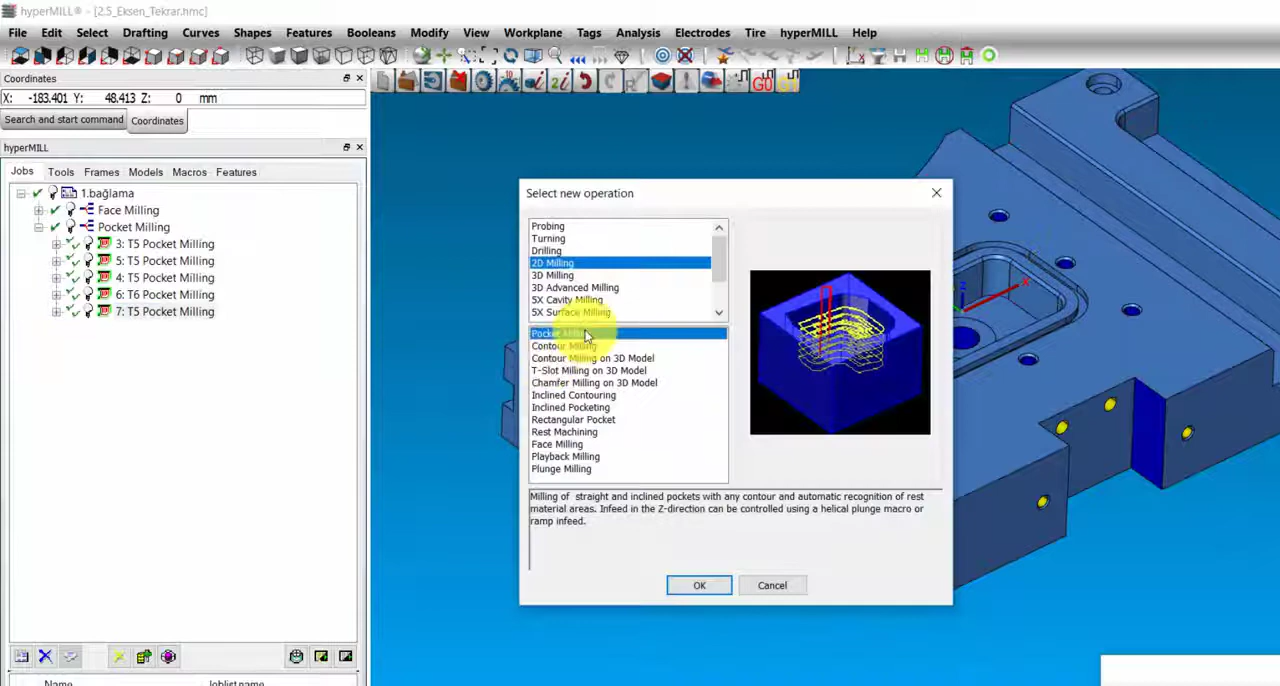 hyperMILL® - [2.5_Eksen_Tekrar.hmc]
File Edit Select Drafting Curves Shapes Features Booleans Modify View Workplane Tags Analysis Electrodes Tire hyperMILL Help
Coordinates
X: -183.401 Y: 48.413 Z: 0 mm
Search and start command Coordinates
hyperMILL
Jobs Tools Frames Models Macros Features
1.bağlama
Face Milling
Pocket Milling
3: T5 Pocket Milling
5: T5 Pocket Milling
4: T5 Pocket Milling
6: T6 Pocket Milling
7: T5 Pocket Milling
Name Joblist name
G0
Select new operation
Probing
Turning
Drilling
2D Milling
3D Milling
3D Advanced Milling
5X Cavity Milling
5X Surface Milling
Pocket Milling
Contour Milling
Contour Milling on 3D Model
T-Slot Milling on 3D Model
Chamfer Milling on 3D Model
Inclined Contouring
Inclined Pocketing
Rectangular Pocket
Rest Machining
Face Milling
Playback Milling
Plunge Milling
Milling of straight and inclined pockets with any contour and automatic recognition of rest
material areas. Infeed in the Z-direction can be controlled using a helical plunge macro or
ramp infeed.
OK Cancel
Z
X